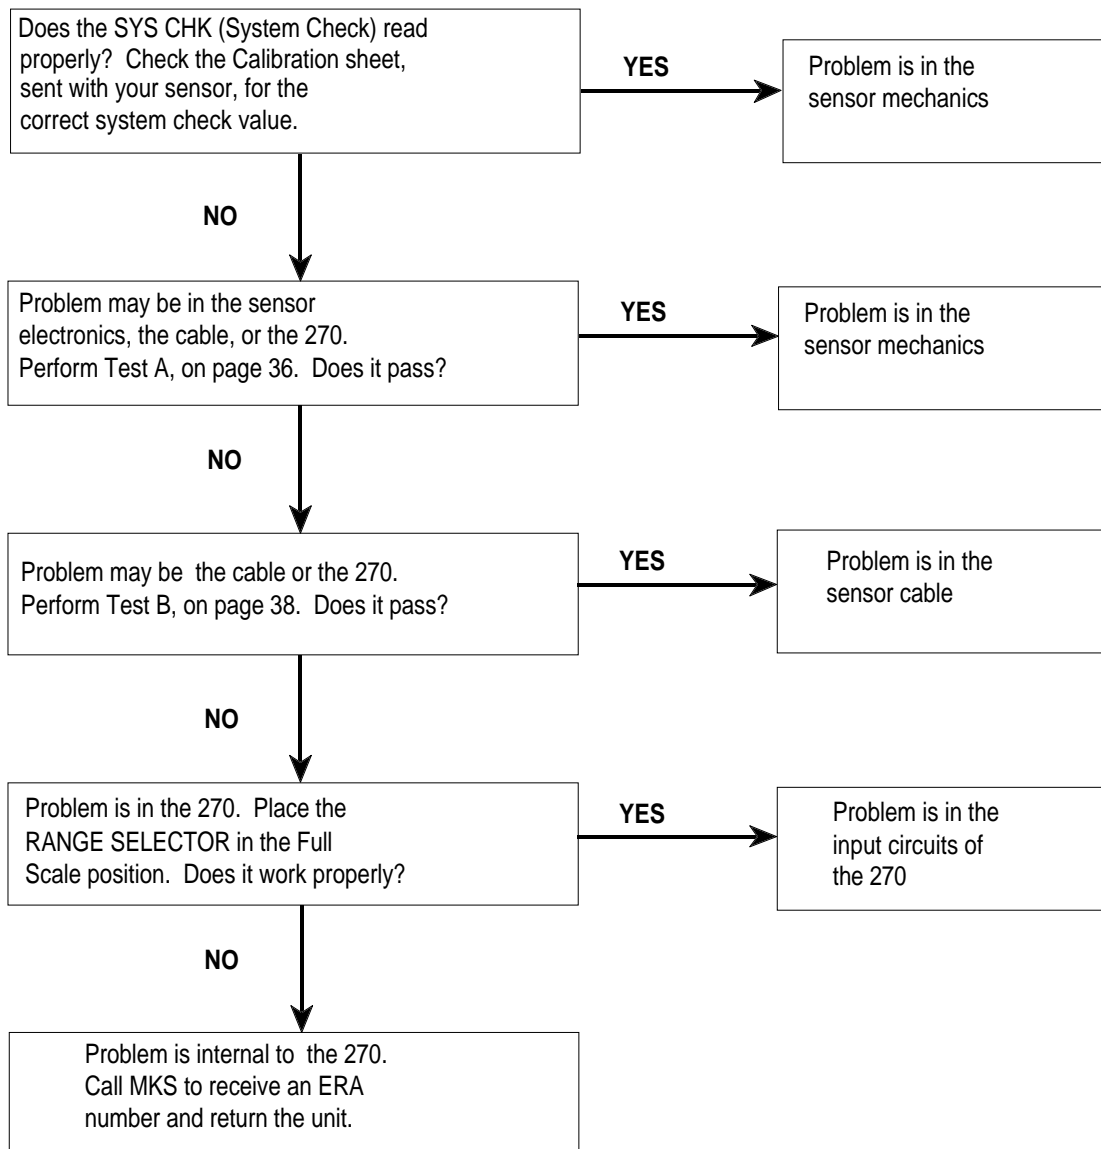 Does the SYS CHK (System Check) read
properly? Check the Calibration sheet,
sent with your sensor, for the
correct system check value.
YES
Problem is in the
sensor mechanics
NO
Problem may be in the sensor
electronics, the cable, or the 270.
Perform Test A, on page 36. Does it pass?
YES
Problem is in the
sensor mechanics
NO
Problem may be the cable or the 270.
Perform Test B, on page 38. Does it pass?
YES
Problem is in the
sensor cable
NO
Problem is in the 270. Place the
RANGE SELECTOR in the Full
Scale position. Does it work properly?
YES
Problem is in the
input circuits of
the 270
NO
Problem is internal to the 270.
Call MKS to receive an ERA
number and return the unit.